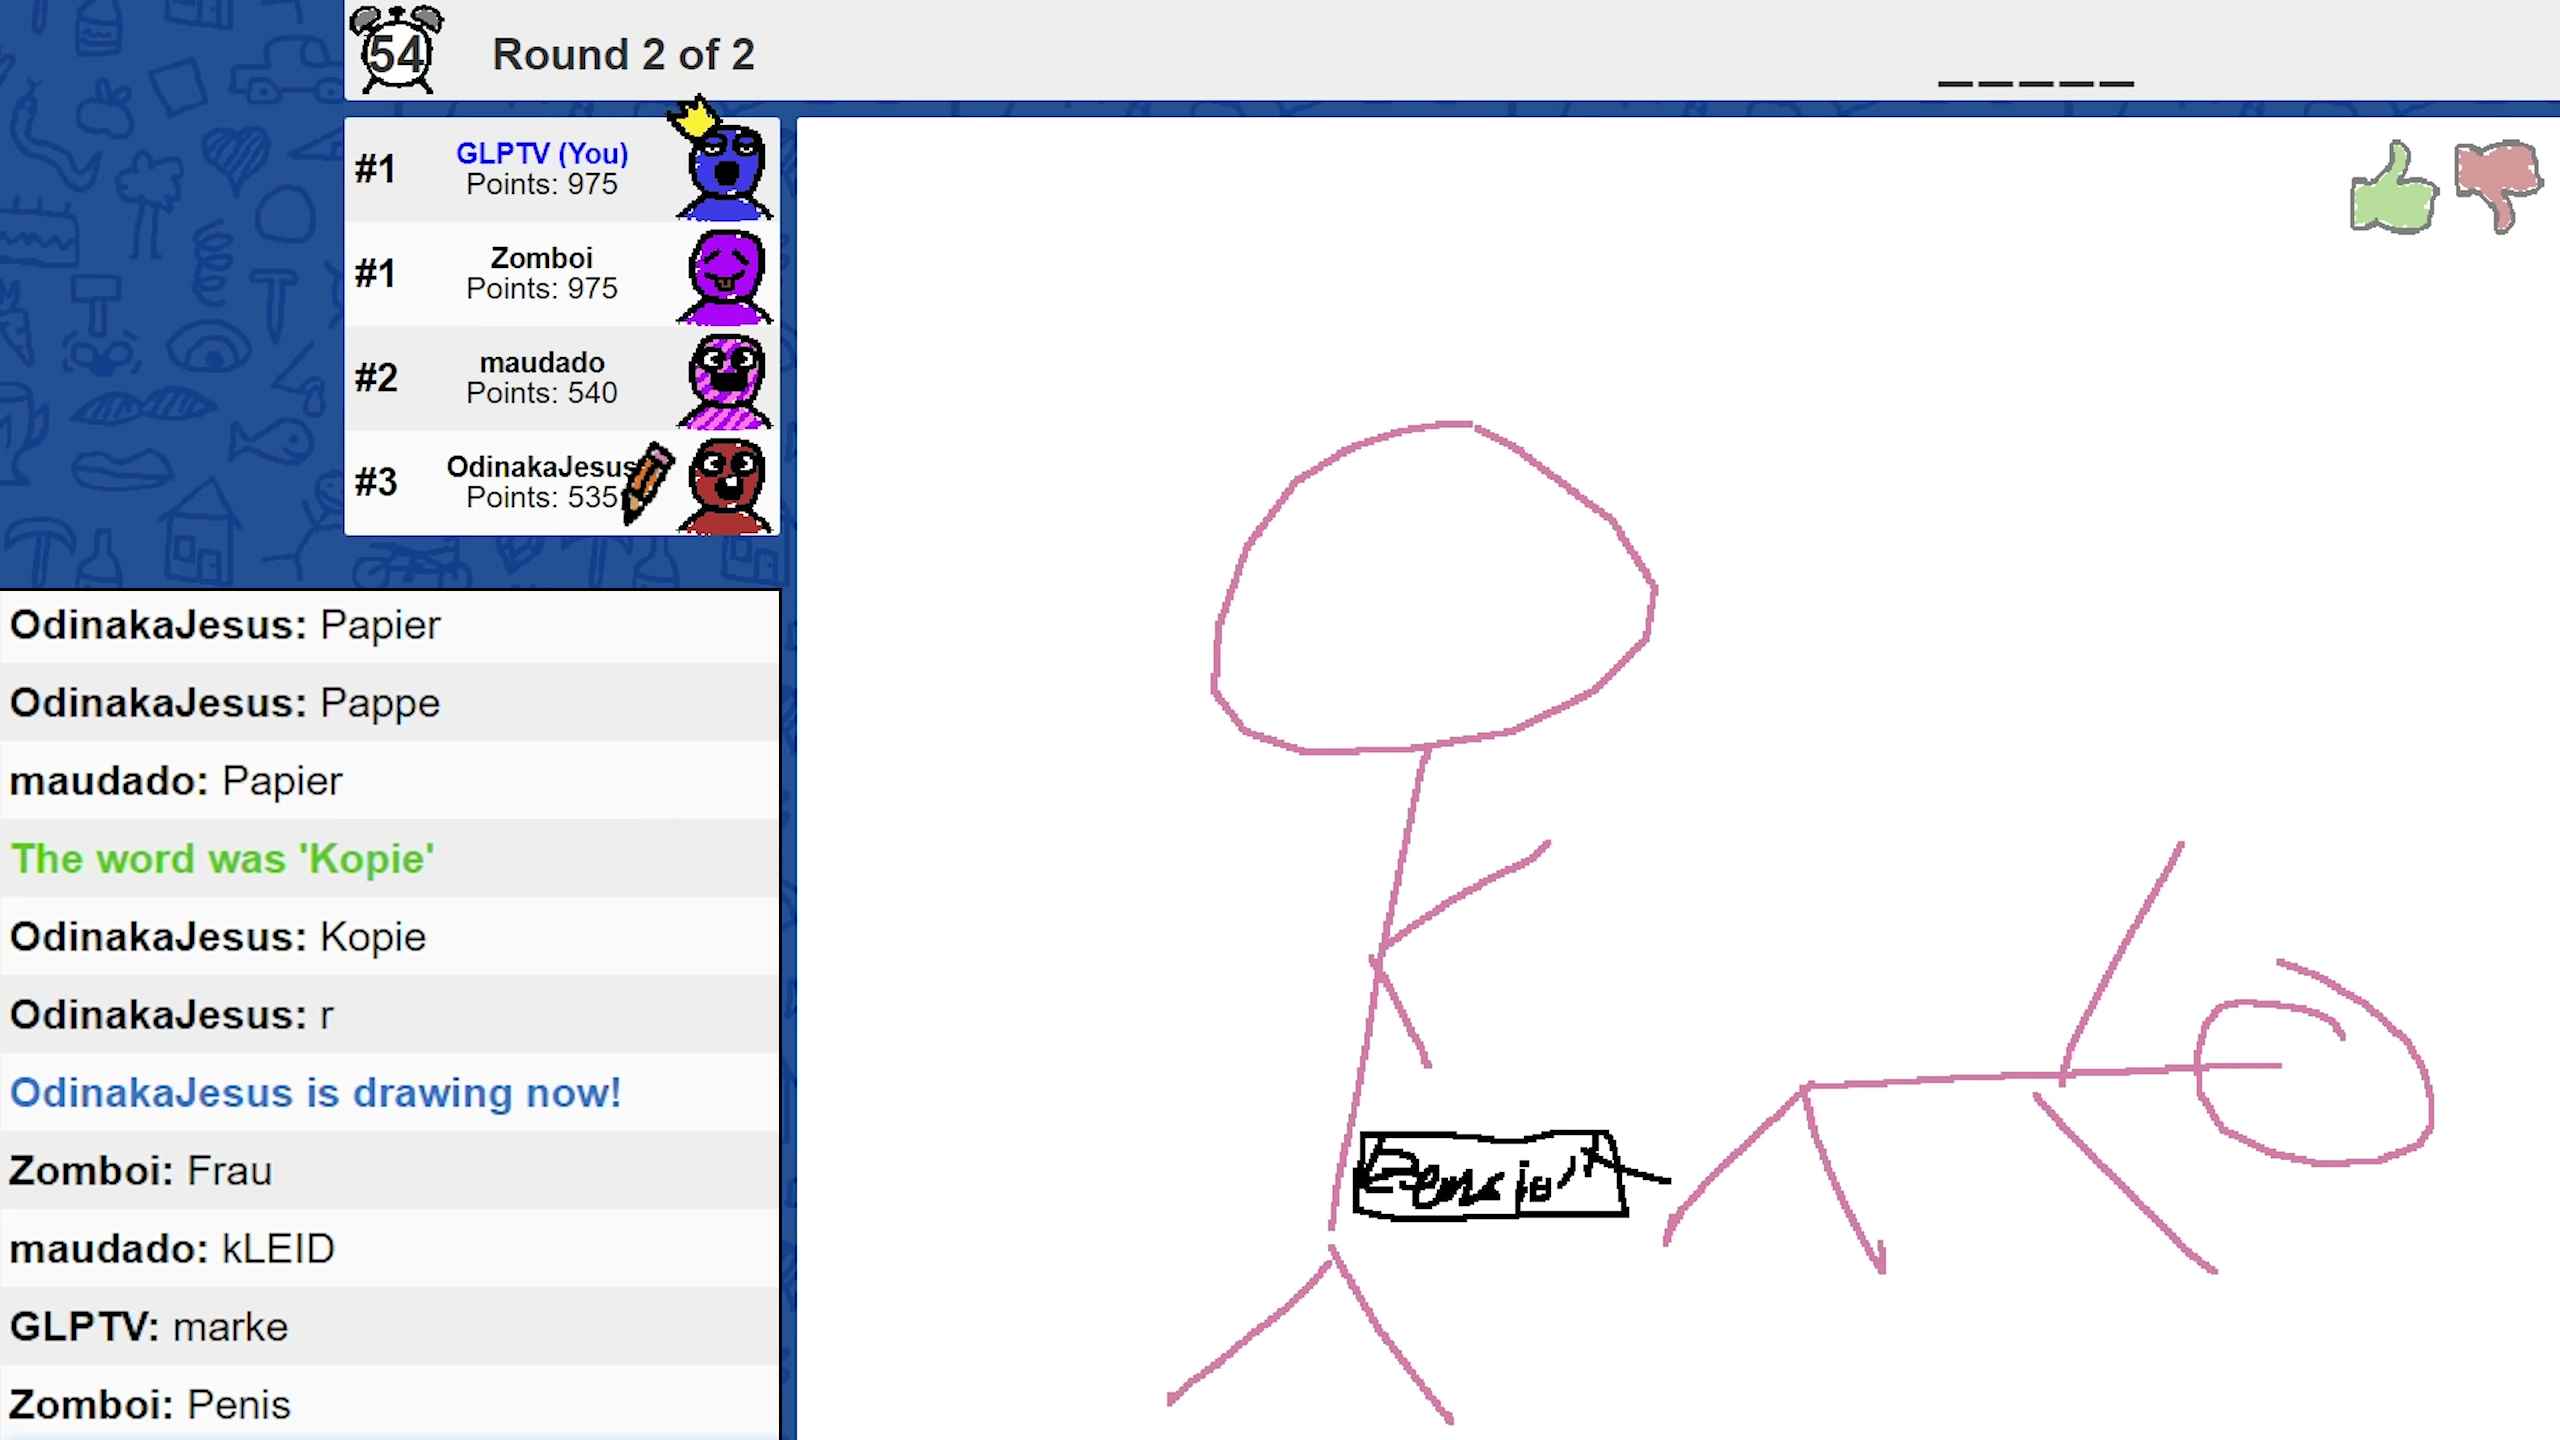 54
Round 2 of 2
#1 GLPTV (You)
Points: 975
#1 Zomboi
Points: 975
#2 maudado
Points: 540
#3 OdinakaJesus
Points: 535
OdinakaJesus: Papier
OdinakaJesus: Pappe
maudado: Papier
The word was 'Kopie'
OdinakaJesus: Kopie
OdinakaJesus: r
OdinakaJesus is drawing now!
Zomboi: Frau
maudado: kLEID
GLPTV: marke
Zomboi: Penis